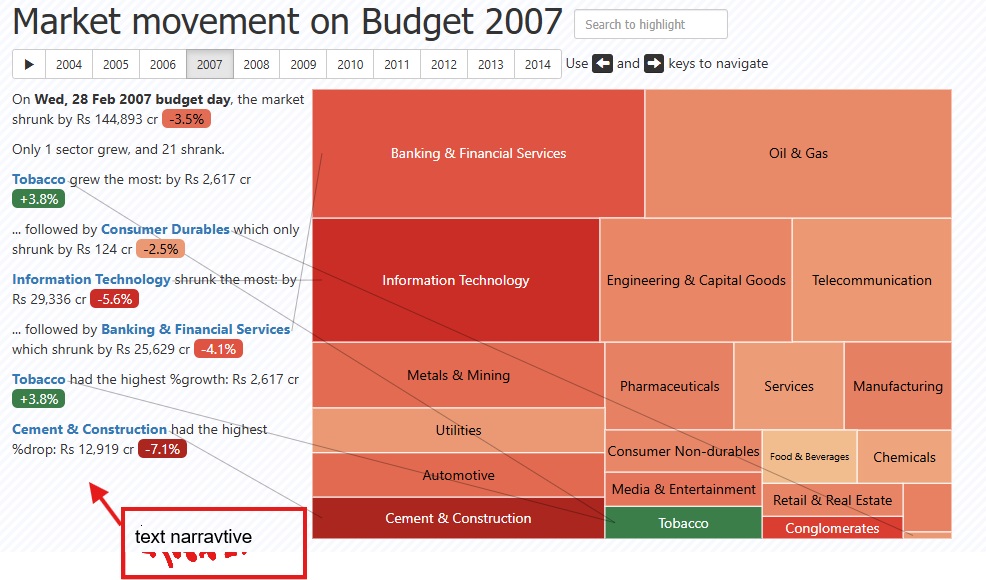 Market movement on Budget 2007
Search to highlight
2004 2005 2006 2007 2008 2009 2010 2011 2012 2013 2014
Use and keys to navigate
On Wed, 28 Feb 2007 budget day, the market
shrunk by Rs 144,893 cr -3.5%
Only 1 sector grew, and 21 shrank.
Tobacco grew the most: by Rs 2,617 cr
+3.8%
... followed by Consumer Durables which only
shrunk by Rs 124 cr -2.5%
Information Technology shrunk the most: by
Rs 29,336 cr -5.6%
... followed by Banking & Financial Services
which shrunk by Rs 25,629 cr -4.1%
Tobacco had the highest %growth: Rs 2,617 cr
+3.8%
Cement & Construction had the highest
%drop: Rs 12,919 cr -7.1%
text narravtive
Banking & Financial Services
Oil & Gas
Information Technology
Engineering & Capital Goods
Telecommunication
Metals & Mining
Utilities
Automotive
Cement & Construction
Pharmaceuticals
Services
Manufacturing
Consumer Non-durables
Food & Beverages
Chemicals
Media & Entertainment
Retail & Real Estate
Tobacco
Conglomerates